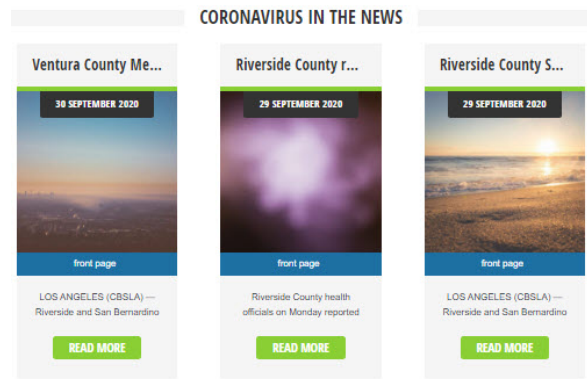 CORONAVIRUS IN THE NEWS
Ventura County Me...
30 SEPTEMBER 2020
front page
LOS ANGELES (CBSLA) —
Riverside and San Bernardino
READ MORE
Riverside County r...
29 SEPTEMBER 2020
front page
Riverside County health
officials on Monday reported
READ MORE
Riverside County S...
29 SEPTEMBER 2020
front page
LOS ANGELES (CBSLA) —
Riverside and San Bernardino
READ MORE